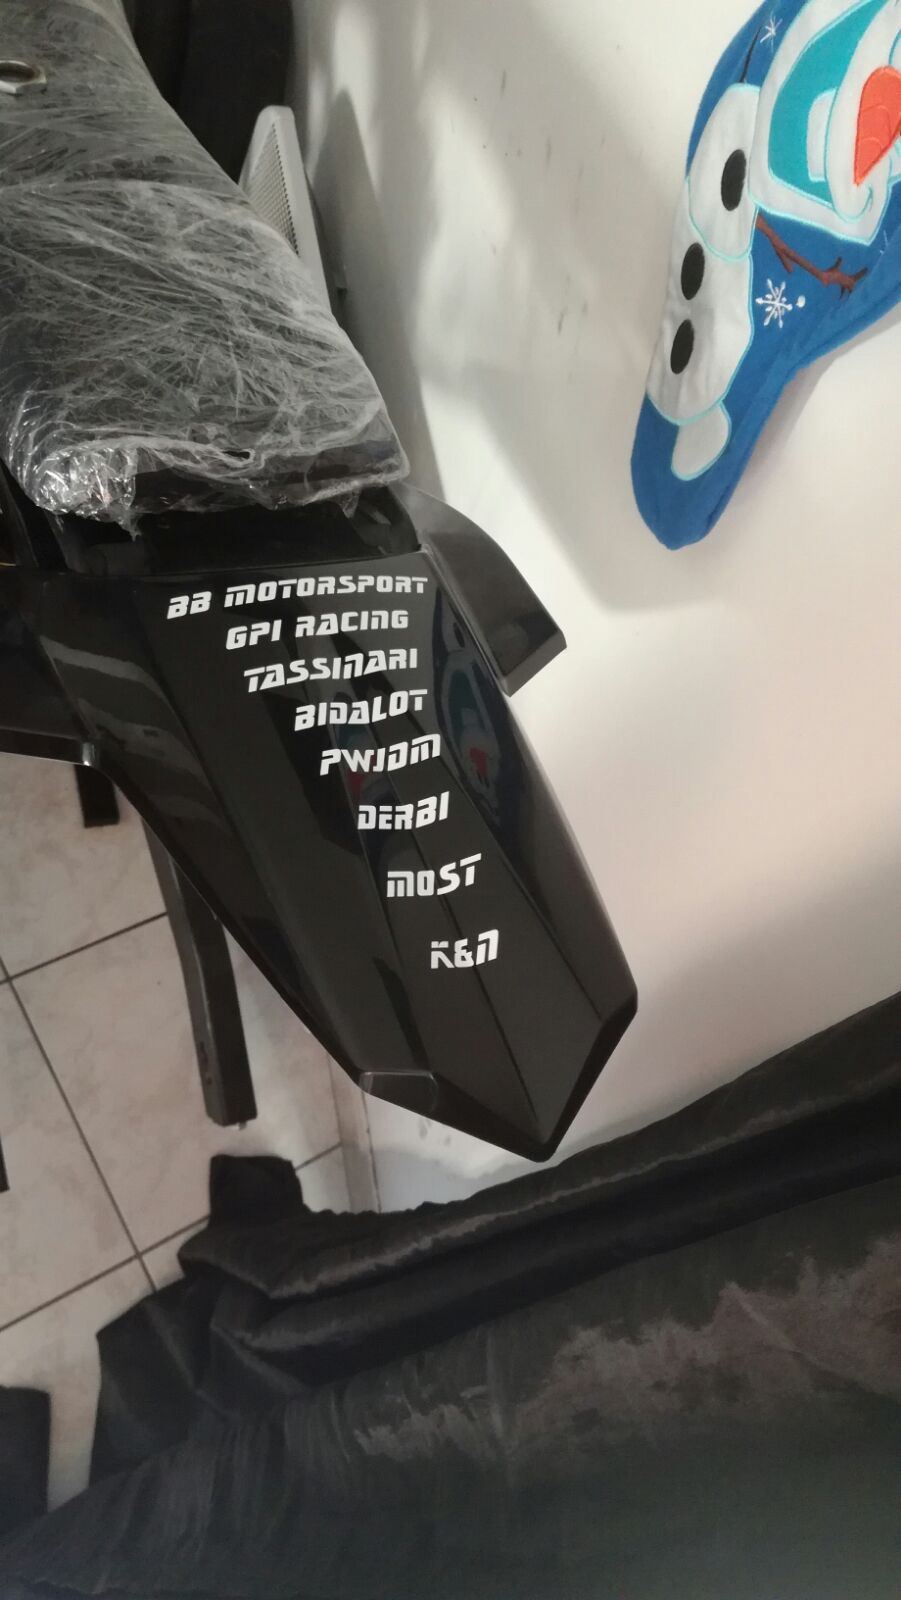 BB MOTORSPORT
GPI RACING
TASSINARI
BIDALOT
PWJDM
DERBI
MOST
K&N